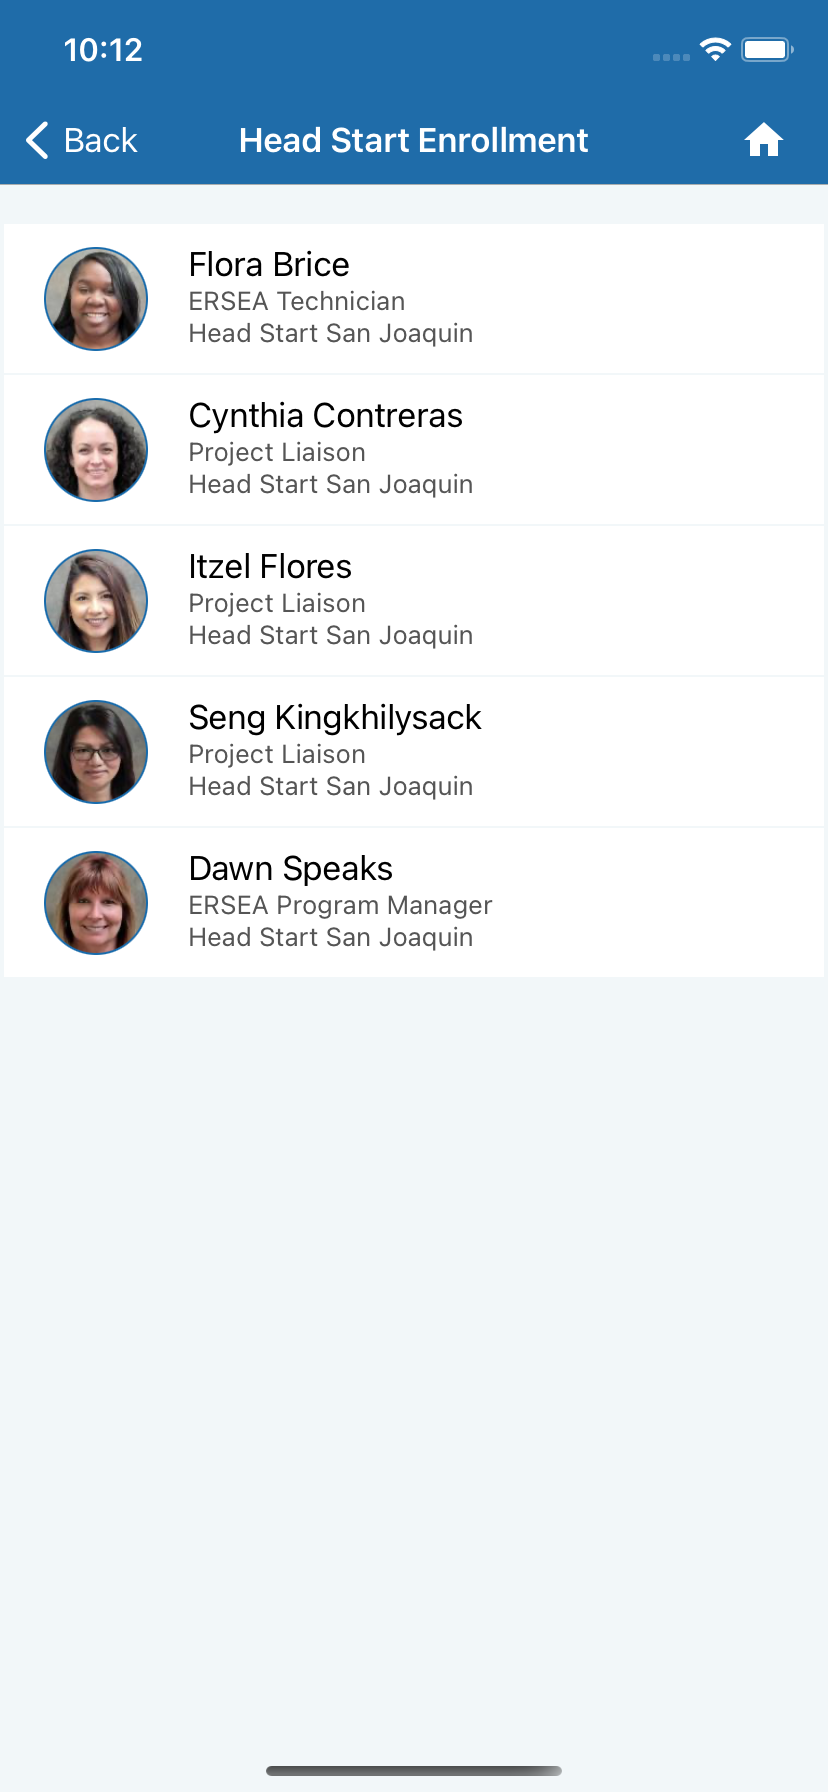 10:12
Back
Head Start Enrollment
Flora Brice
ERSEA Technician
Head Start San Joaquin
Cynthia Contreras
Project Liaison
Head Start San Joaquin
Itzel Flores
Project Liaison
Head Start San Joaquin
Seng Kingkhilysack
Project Liaison
Head Start San Joaquin
Dawn Speaks
ERSEA Program Manager
Head Start San Joaquin